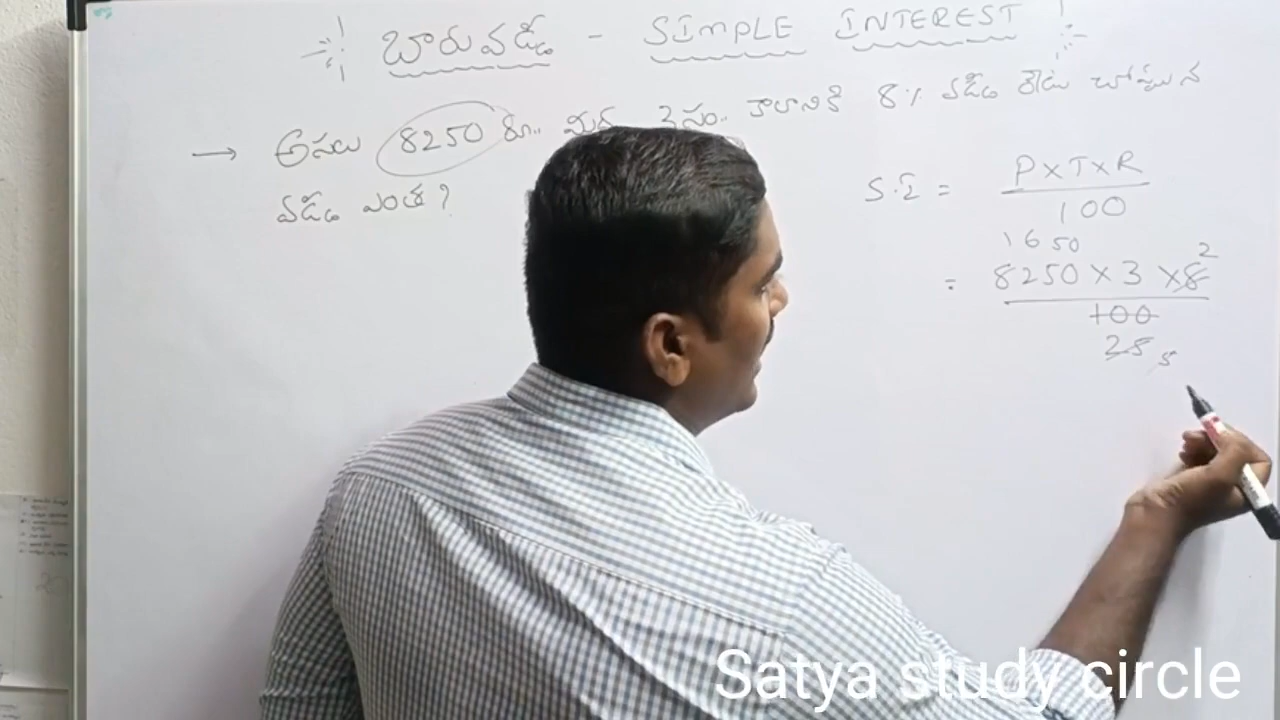 బారువడ్డీ - SIMPLE INTEREST
→ అసలు 8250 రూ.. మీద 3సం.. కాలానికి 8% వడ్డీ రేటు చొప్పున
వడ్డీ ఎంత?
S.I = P×T×R
100
1650
= 8250 × 3 × 8 2
100
25 5
Satya study circle